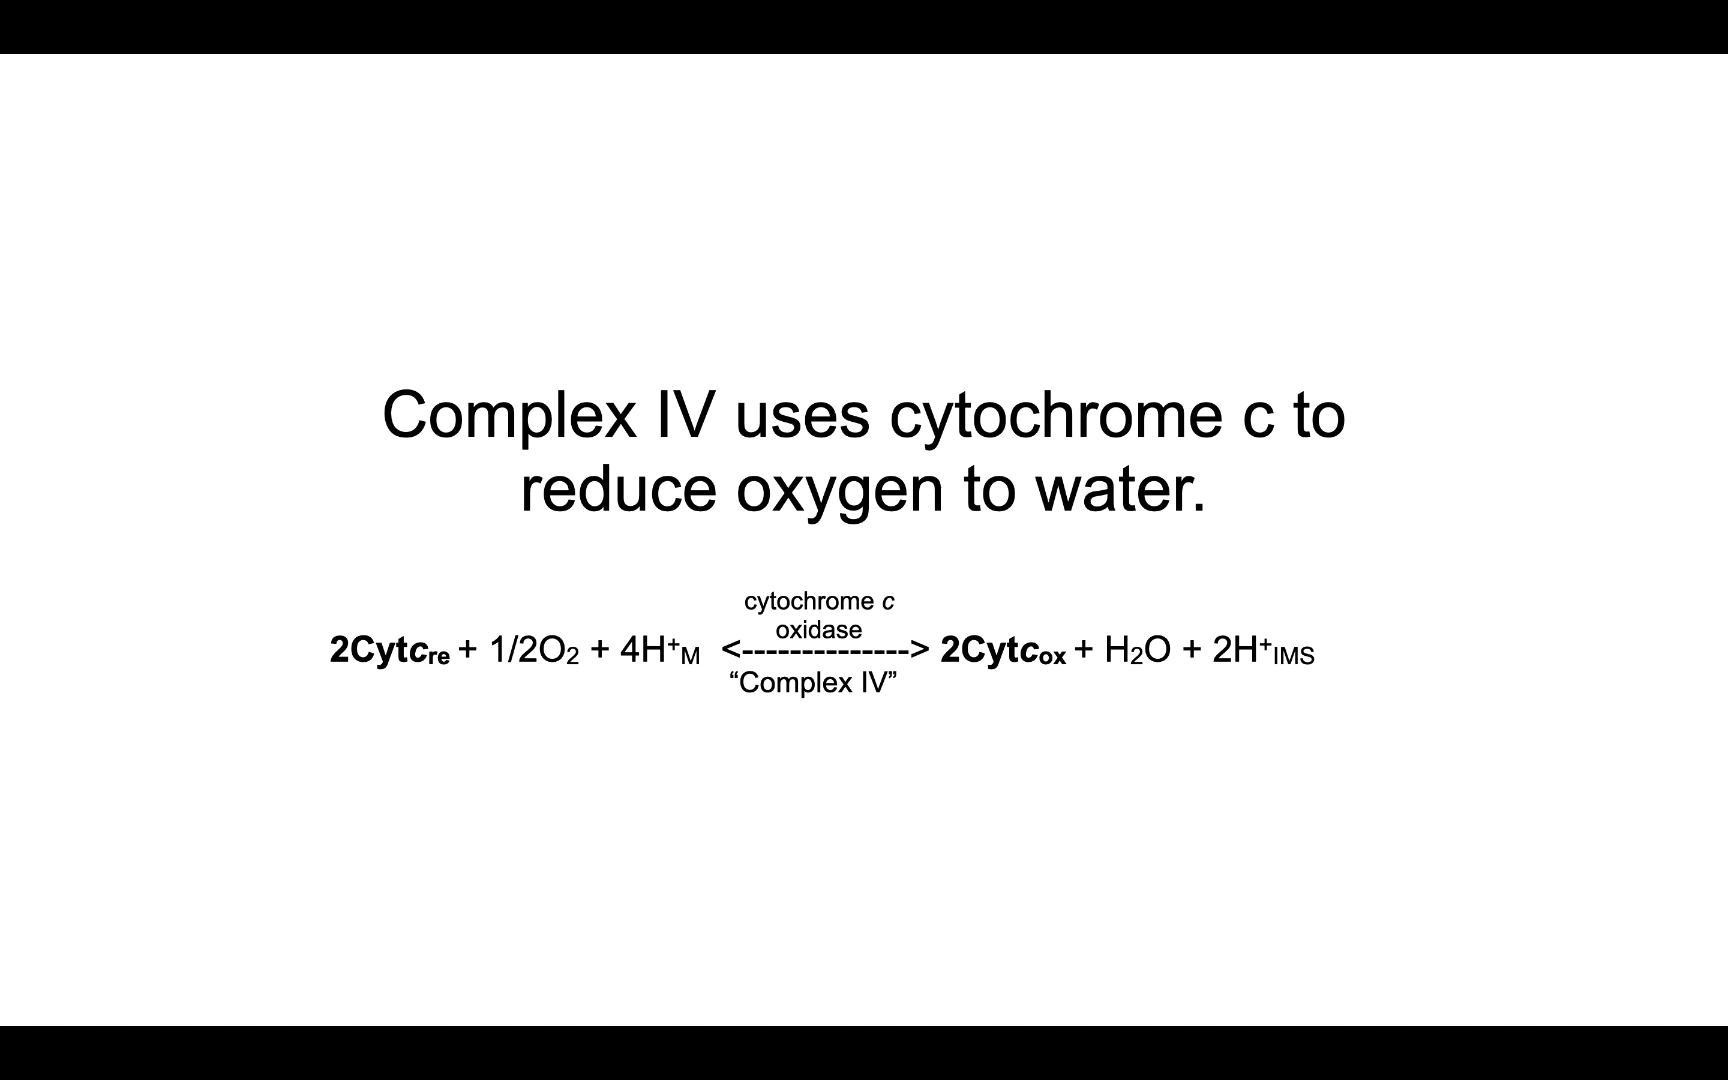 Complex IV uses cytochrome c to
reduce oxygen to water.
cytochrome c
oxidase
2Cytcre + 1/2O2 + 4H+M <--------------> 2Cytcox + H2O + 2H+IMS
“Complex IV”